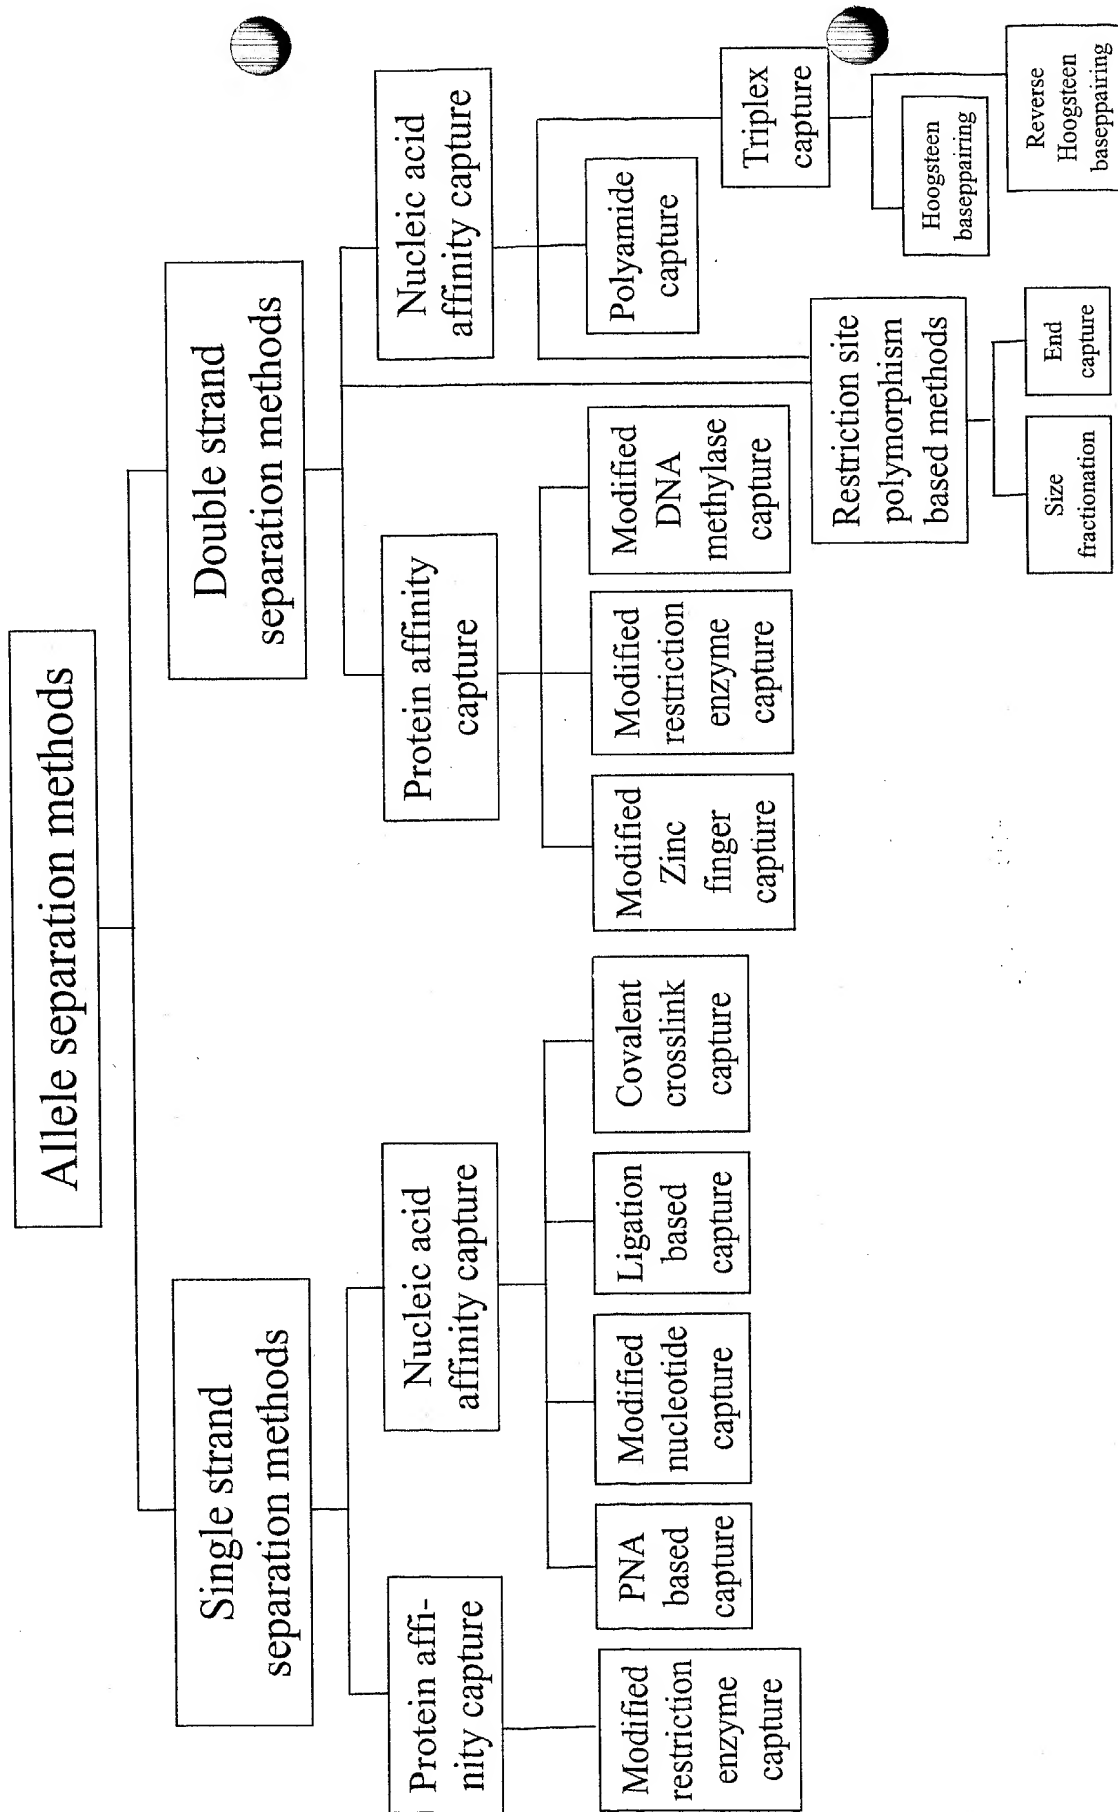 Allele separation methods
Single strand
separation methods
Double strand
separation methods
Protein affi-
nity capture
Nucleic acid
affinity capture
Protein affinity
capture
Nucleic acid
affinity capture
Modified
restriction
enzyme
capture
PNA
based
capture
Modified
nucleotide
capture
Ligation
based
capture
Covalent
crosslink
capture
Modified
Zinc
finger
capture
Modified
restriction
enzyme
capture
Modified
DNA
methylase
capture
Polyamide
capture
Triplex
capture
Restriction site
polymorphism
based methods
Hoogsteen
baseppairing
Reverse
Hoogsteen
baseppairing
Size
fractionation
End
capture